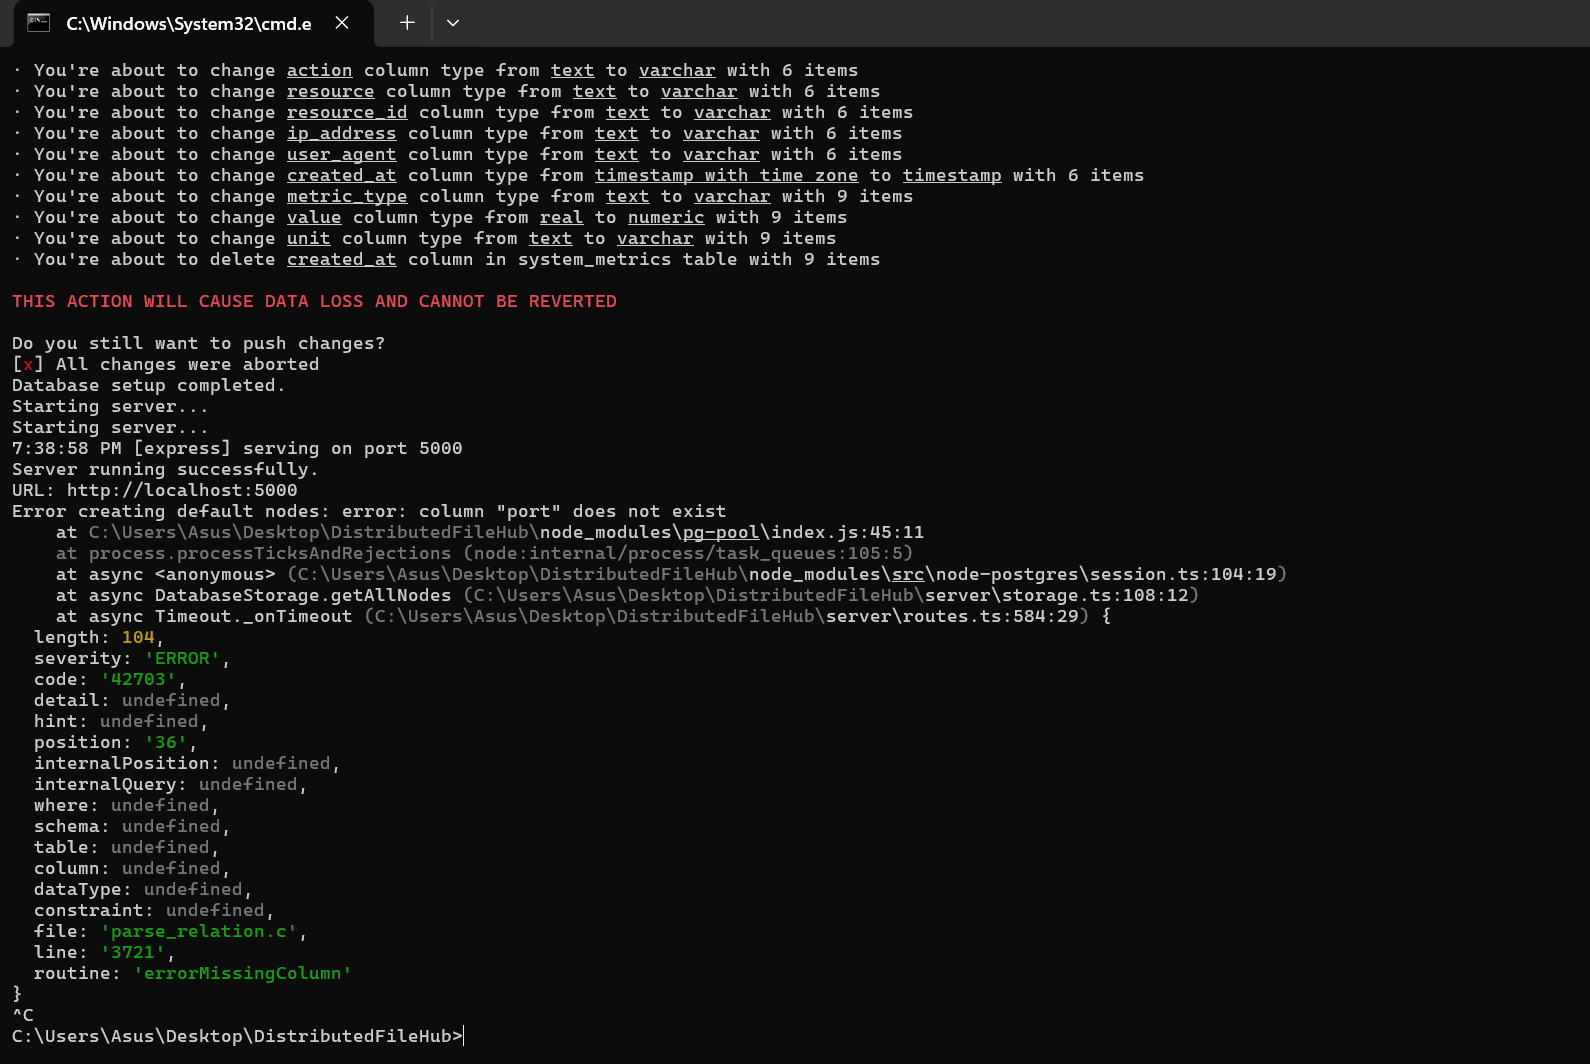 C:\Windows\System32\cmd.e
· You're about to change action column type from text to varchar with 6 items
· You're about to change resource column type from text to varchar with 6 items
· You're about to change resource_id column type from text to varchar with 6 items
· You're about to change ip_address column type from text to varchar with 6 items
· You're about to change user_agent column type from text to varchar with 6 items
· You're about to change created_at column type from timestamp with time zone to timestamp with 6 items
· You're about to change metric_type column type from text to varchar with 9 items
· You're about to change value column type from real to numeric with 9 items
· You're about to change unit column type from text to varchar with 9 items
· You're about to delete created_at column in system_metrics table with 9 items
THIS ACTION WILL CAUSE DATA LOSS AND CANNOT BE REVERTED
Do you still want to push changes?
[x] All changes were aborted
Database setup completed.
Starting server...
Starting server...
7:38:58 PM [express] serving on port 5000
Server running successfully.
URL: http://localhost:5000
Error creating default nodes: error: column "port" does not exist
    at C:\Users\Asus\Desktop\DistributedFileHub\node_modules\pg-pool\index.js:45:11
    at process.processTicksAndRejections (node:internal/process/task_queues:105:5)
    at async <anonymous> (C:\Users\Asus\Desktop\DistributedFileHub\node_modules\src\node-postgres\session.ts:104:19)
    at async DatabaseStorage.getAllNodes (C:\Users\Asus\Desktop\DistributedFileHub\server\storage.ts:108:12)
    at async Timeout._onTimeout (C:\Users\Asus\Desktop\DistributedFileHub\server\routes.ts:584:29) {
  length: 104,
  severity: 'ERROR',
  code: '42703',
  detail: undefined,
  hint: undefined,
  position: '36',
  internalPosition: undefined,
  internalQuery: undefined,
  where: undefined,
  schema: undefined,
  table: undefined,
  column: undefined,
  dataType: undefined,
  constraint: undefined,
  file: 'parse_relation.c',
  line: '3721',
  routine: 'errorMissingColumn'
}
^C
C:\Users\Asus\Desktop\DistributedFileHub>